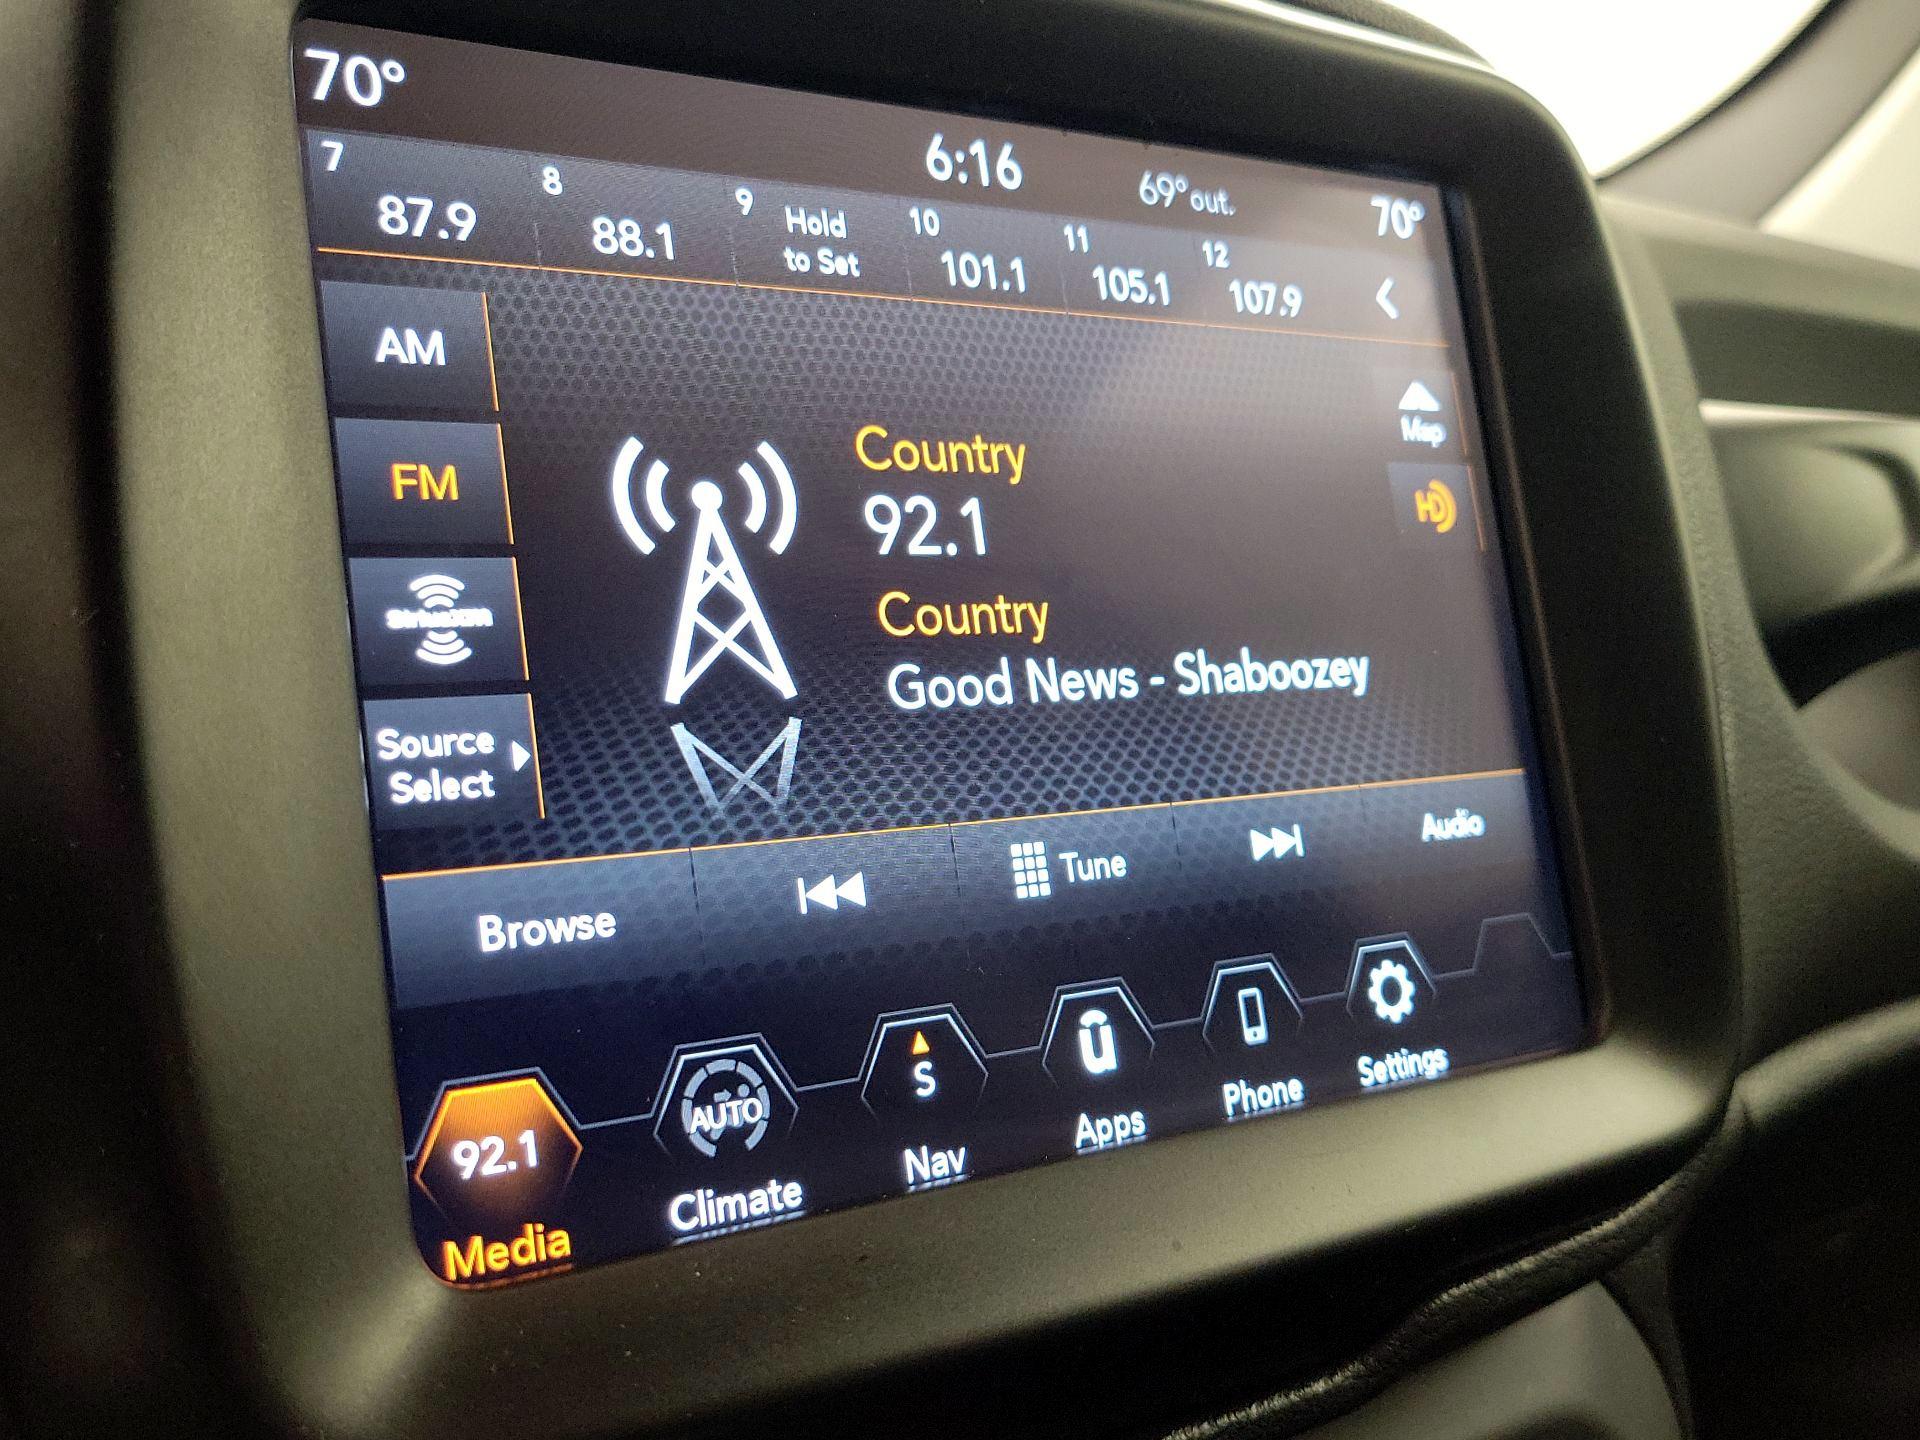 70°
6:16
69° out.
70°
7
87.9
8
88.1
9
Hold
to Set
10
101.1
11
105.1
12
107.9
AM
FM
SiriusXM
Source
Select
Country
92.1
Country
Good News - Shaboozey
Map
HD
Browse
Tune
Audio
92.1
Media
AUTO
Climate
S
Nav
u
Apps
Phone
Settings